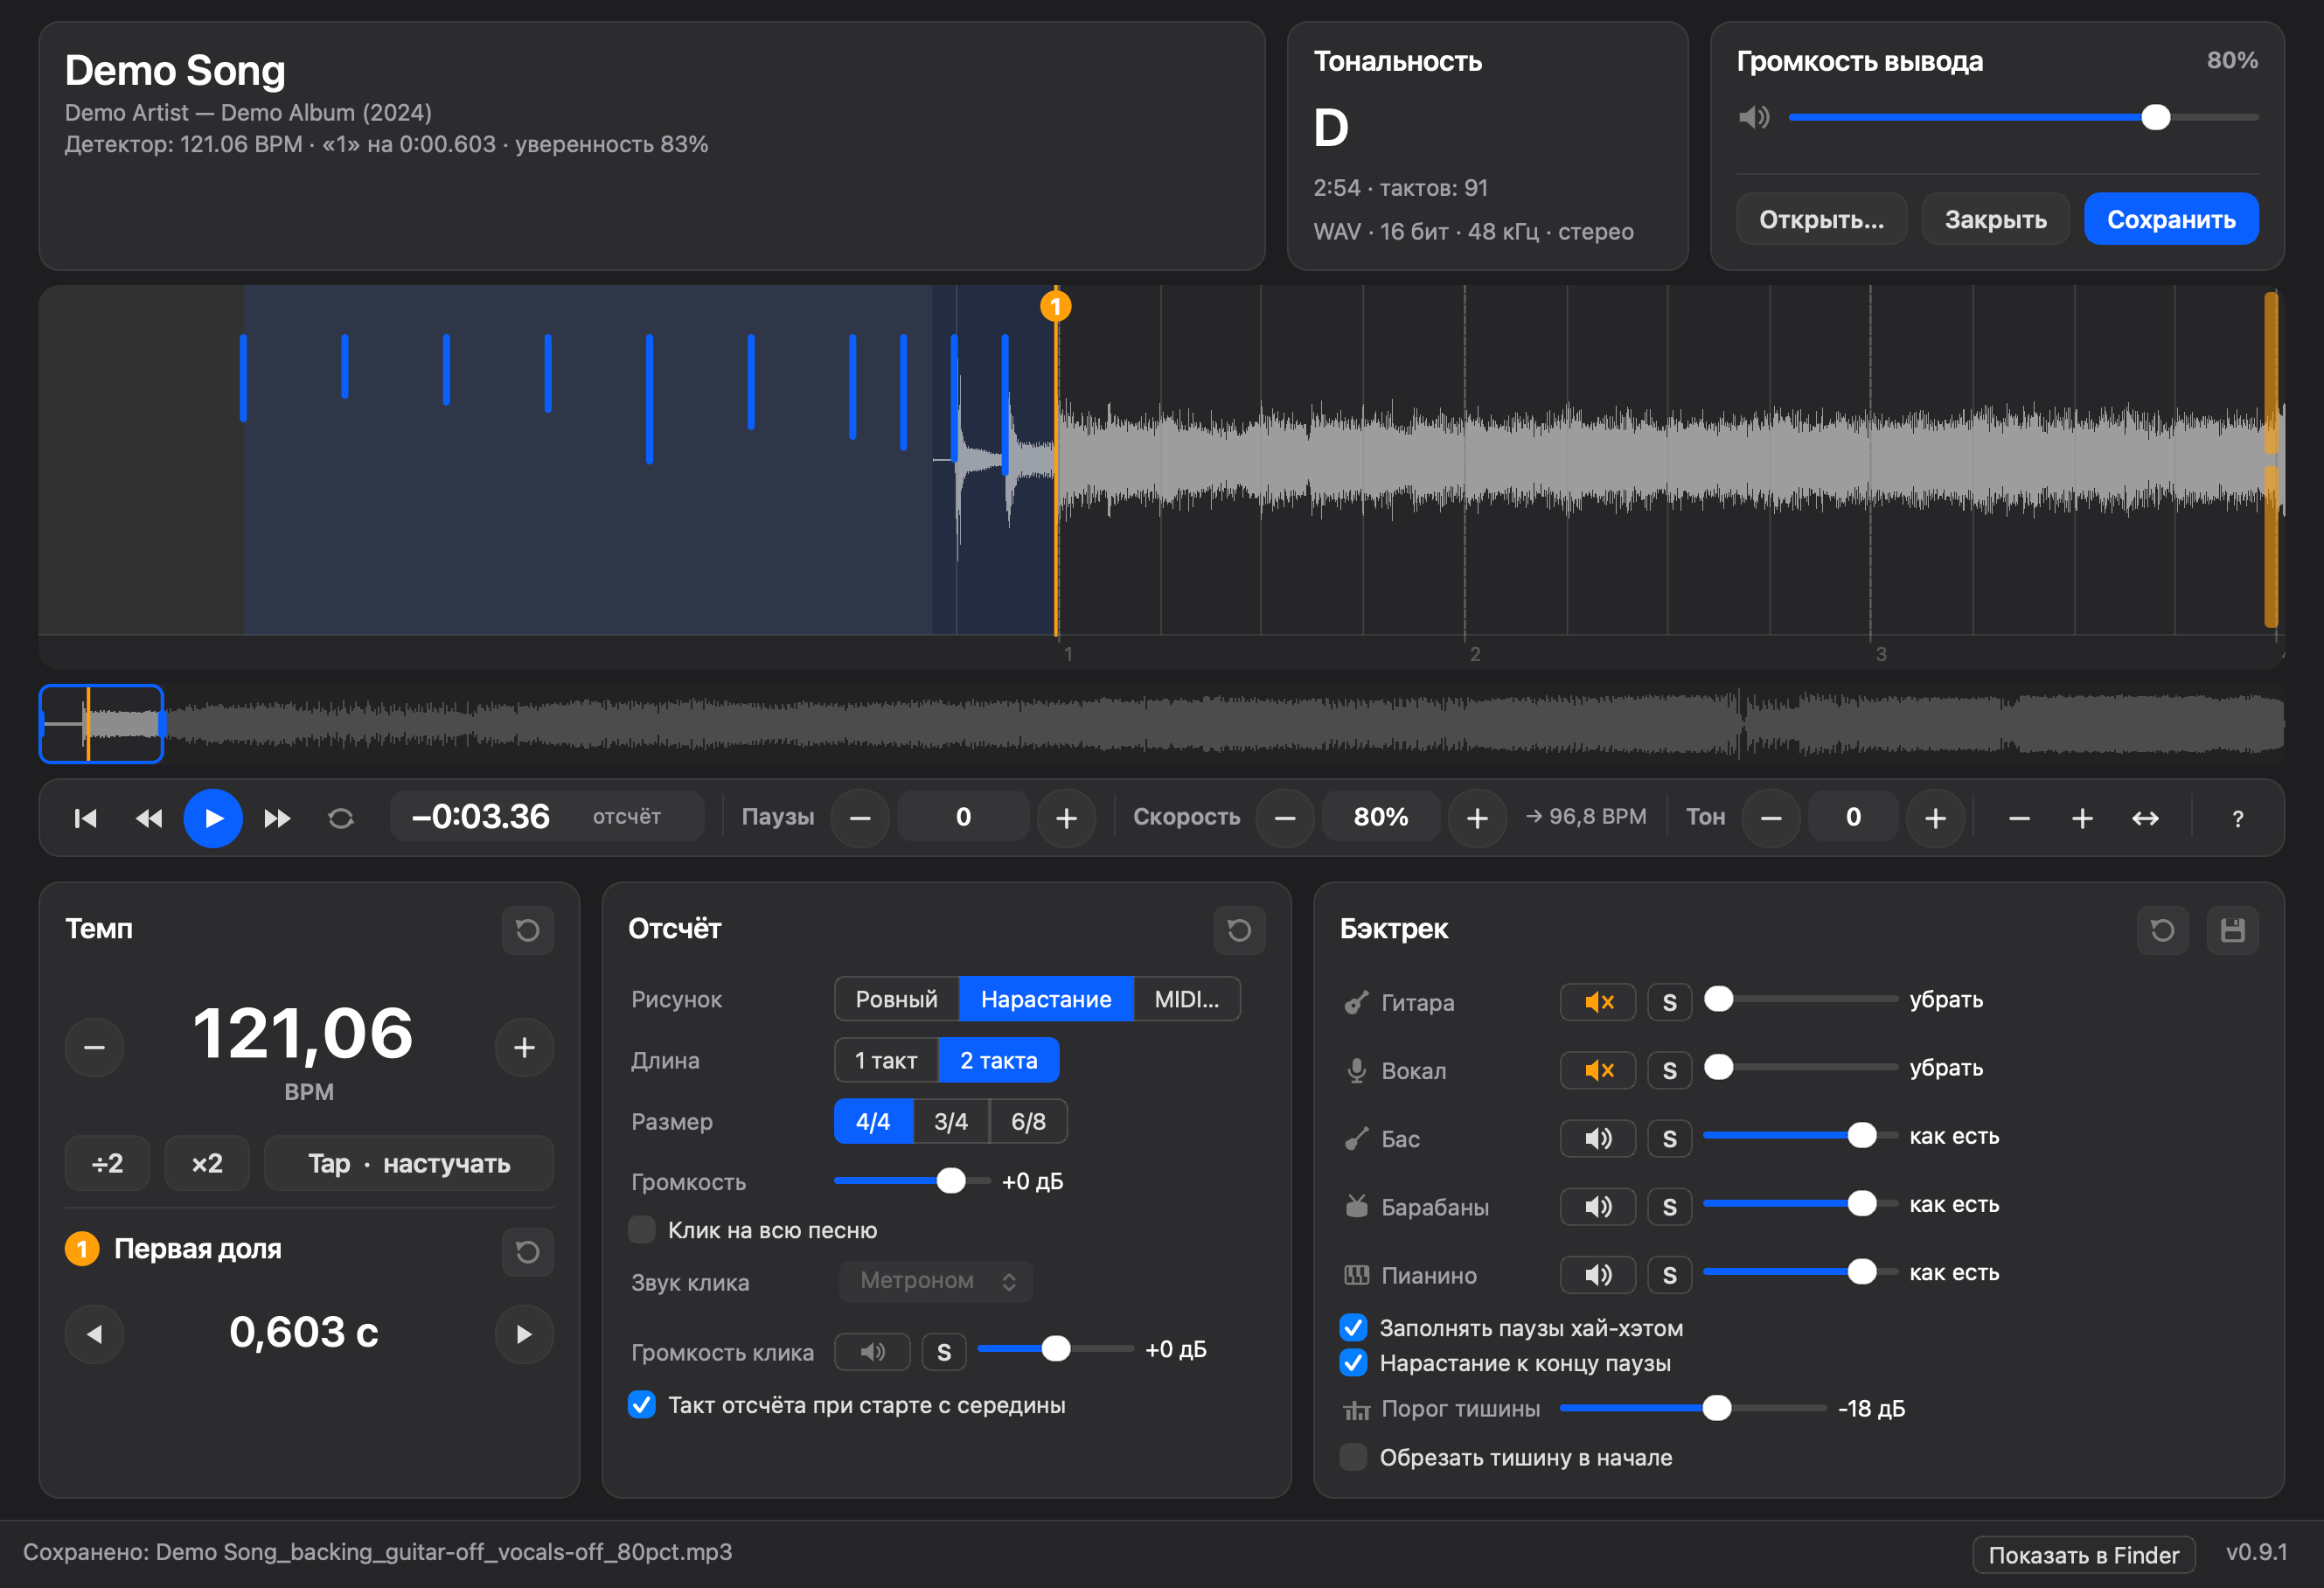 Demo Song
Demo Artist — Demo Album (2024)
Детектор: 121.06 BPM · «1» на 0:00.603 · уверенность 83%
Тональность
D
2:54 · тактов: 91
WAV · 16 бит · 48 кГц · стерео
Громкость вывода 80%
Открыть... Закрыть Сохранить
1
1 2 3
−0:03.36 отсчёт Паузы − 0 + Скорость − 80% + → 96,8 BPM Тон − 0 + − + ↔ ?
Темп
− 121,06 +
BPM
÷2 ×2 Tap · настучать
1 Первая доля
0,603 с
Отсчёт
Рисунок Ровный Нарастание MIDI...
Длина 1 такт 2 такта
Размер 4/4 3/4 6/8
Громкость +0 дБ
Клик на всю песню
Звук клика Метроном
Громкость клика S +0 дБ
Такт отсчёта при старте с середины
Бэктрек
Гитара S убрать
Вокал S убрать
Бас S как есть
Барабаны S как есть
Пианино S как есть
Заполнять паузы хай-хэтом
Нарастание к концу паузы
Порог тишины -18 дБ
Обрезать тишину в начале
Сохранено: Demo Song_backing_guitar-off_vocals-off_80pct.mp3
Показать в Finder v0.9.1